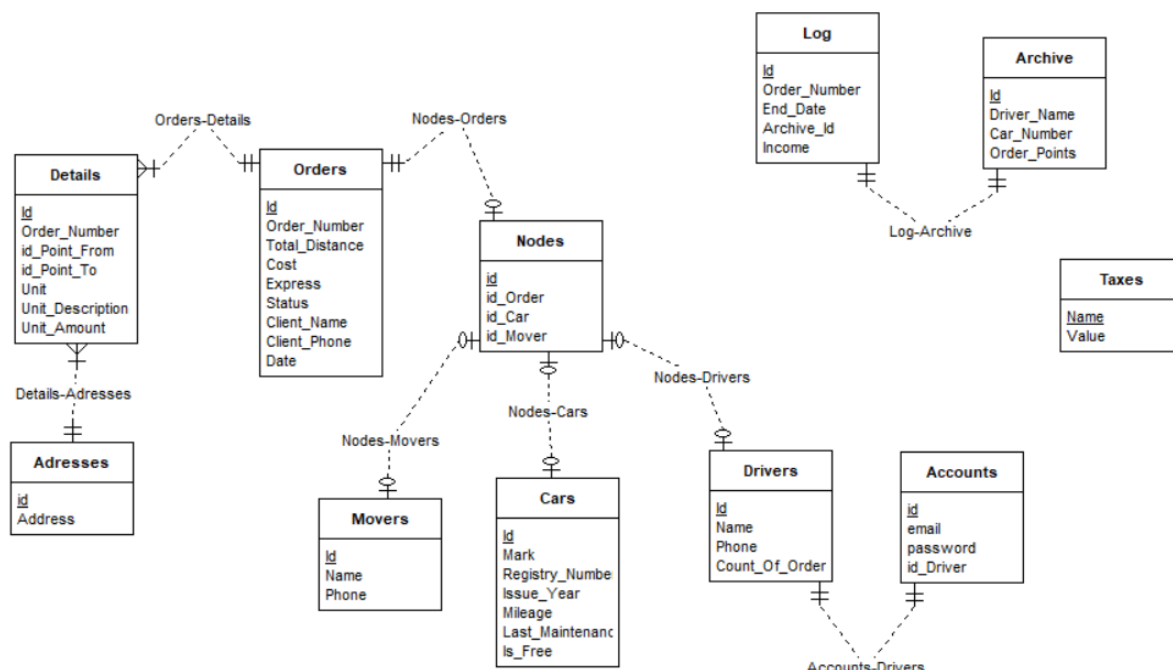 Log
Id
Order_Number
End_Date
Archive_Id
Income
Archive
Id
Driver_Name
Car_Number
Order_Points
Log-Archive
Orders-Details
Nodes-Orders
Details
Id
Order_Number
id_Point_From
id_Point_To
Unit
Unit_Description
Unit_Amount
Orders
Id
Order_Number
Total_Distance
Cost
Express
Status
Client_Name
Client_Phone
Date
Nodes
id
id_Order
id_Car
id_Mover
Taxes
Name
Value
Details-Adresses
Nodes-Movers
Nodes-Cars
Nodes-Drivers
Adresses
id
Address
Movers
Id
Name
Phone
Cars
Id
Mark
Registry_Number
Issue_Year
Mileage
Last_Maintenanc
Is_Free
Drivers
Id
Name
Phone
Count_Of_Order
Accounts
id
email
password
id_Driver
Accounts-Drivers